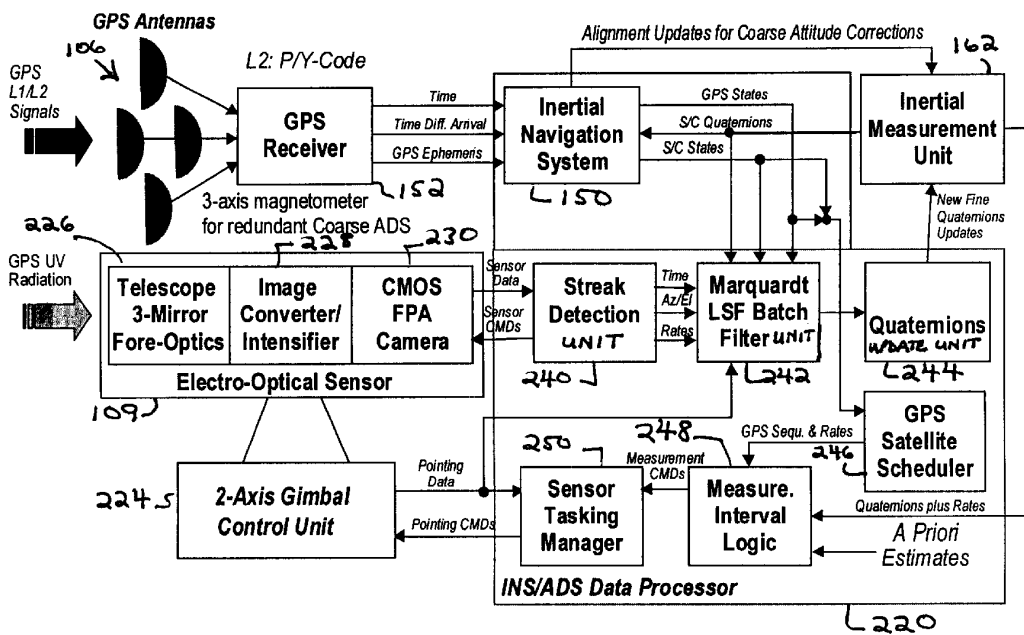 GPS Antennas
106
GPS
L1/L2
Signals
L2: P/Y-Code
GPS
Receiver
152
3-axis magnetometer
for redundant Coarse ADS
Time
Time Diff. Arrival
GPS Ephemeris
Alignment Updates for Coarse Attitude Corrections
Inertial
Navigation
System
150
GPS States
S/C Quaternions
S/C States
162
Inertial
Measurement
Unit
New Fine
Quaternions
Updates
226
228
230
GPS UV
Radiation
Telescope
3-Mirror
Fore-Optics
Image
Converter/
Intensifier
CMOS
FPA
Camera
Electro-Optical Sensor
109
Sensor
Data
Sensor
CMDs
Streak
Detection
UNIT
240
Time
Az/El
Rates
Marquardt
LSF Batch
Filter UNIT
242
Quaternions
UPDATE UNIT
244
GPS
Satellite
Scheduler
246
GPS Sequ. & Rates
248
250
Measurement
CMDs
2-Axis Gimbal
Control Unit
224
Pointing
Data
Pointing CMDs
Sensor
Tasking
Manager
Measure.
Interval
Logic
Quaternions plus Rates
A Priori
Estimates
INS/ADS Data Processor
220